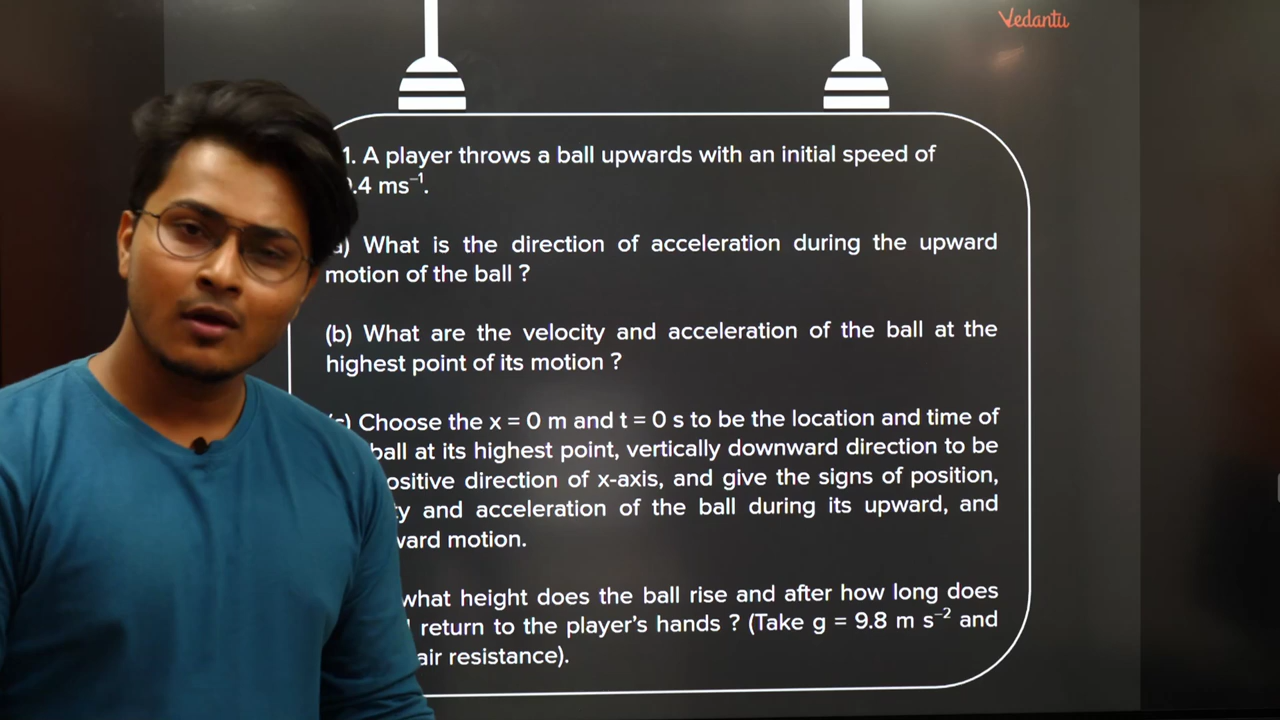 Vedantu
1. A player throws a ball upwards with an initial speed of
.4 ms⁻¹.
) What is the direction of acceleration during the upward
motion of the ball ?
(b) What are the velocity and acceleration of the ball at the
highest point of its motion ?
) Choose the x = 0 m and t = 0 s to be the location and time of
ball at its highest point, vertically downward direction to be
direction of x-axis, and give the signs of position,
and acceleration of the ball during its upward, and
motion.
what height does the ball rise and after how long does
return to the player's hands ? (Take g = 9.8 m s⁻² and
air resistance).